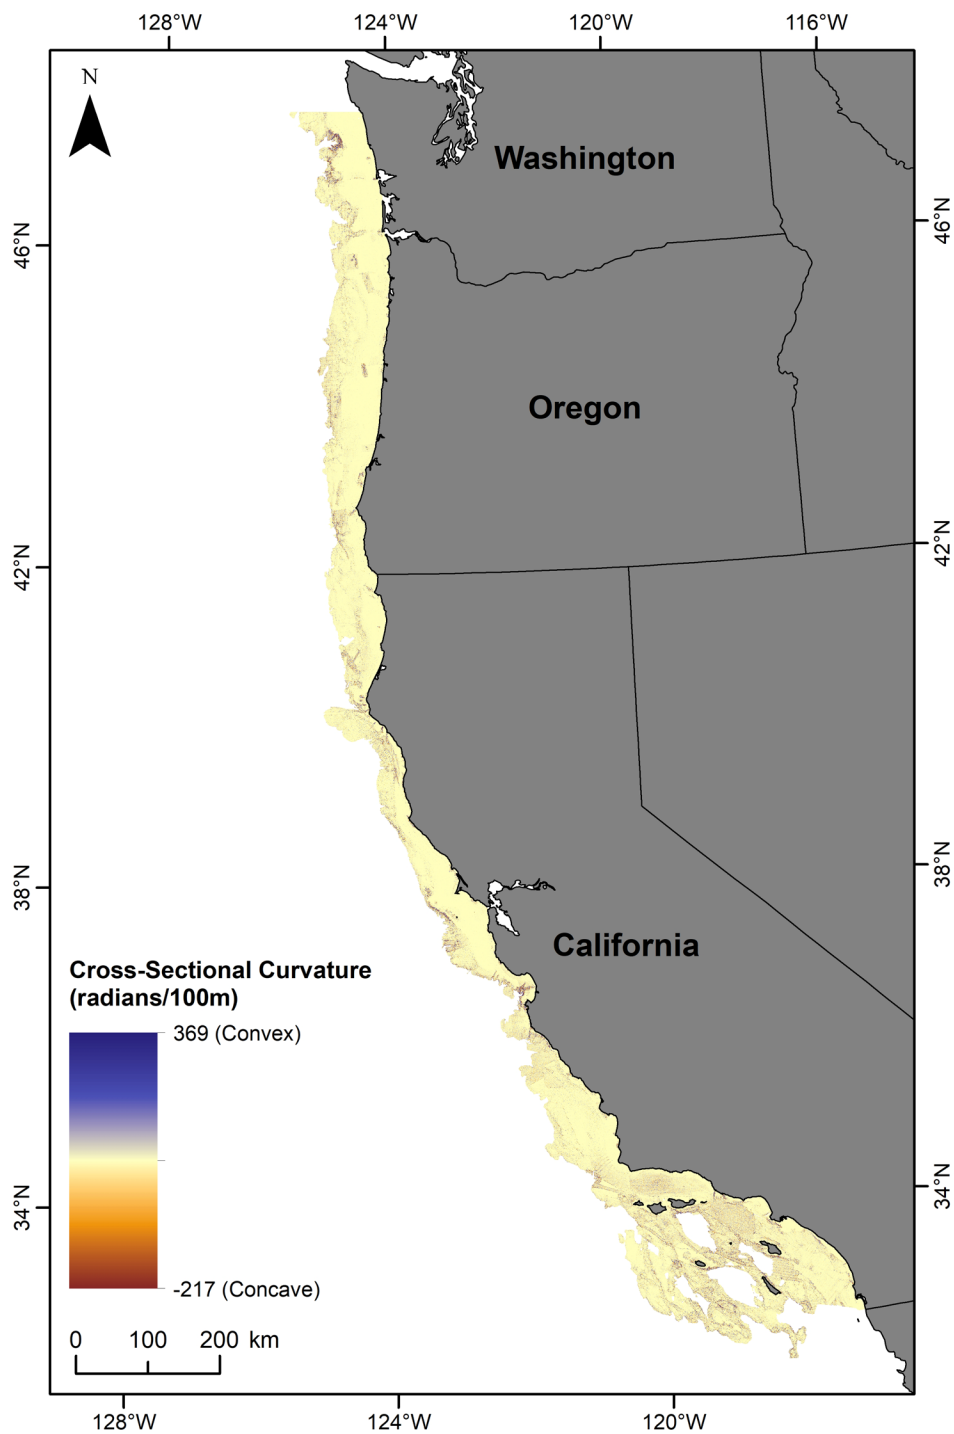 128°W
124°W
120°W
116°W
N
Washington
46°N
46°N
Oregon
42°N
42°N
38°N
38°N
California
Cross-Sectional Curvature
(radians/100m)
369 (Convex)
-217 (Concave)
34°N
34°N
0 100 200 km
128°W
124°W
120°W